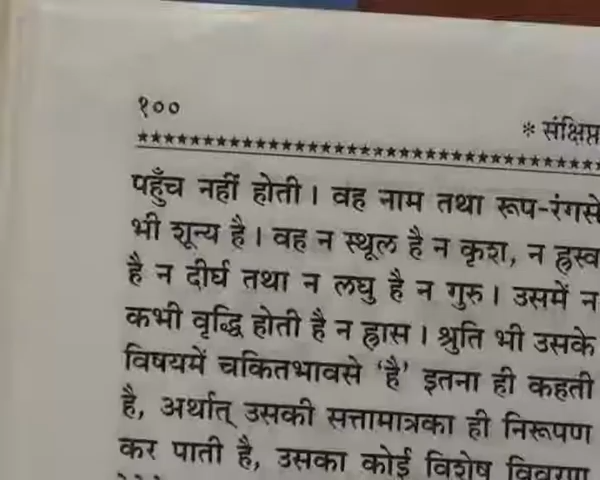 १००
* संक्षिप्त
पहुँच नहीं होती। वह नाम तथा रूप-रंगसे
भी शून्य है। वह न स्थूल है न कृश, न ह्रस्व
है न दीर्घ तथा न लघु है न गुरु। उसमें न
कभी वृद्धि होती है न ह्रास। श्रुति भी उसके
विषयमें चकितभावसे ‘है’ इतना ही कहती
है, अर्थात् उसकी सत्तामात्रका ही निरूपण
कर पाती है, उसका कोई विशेष विवरण